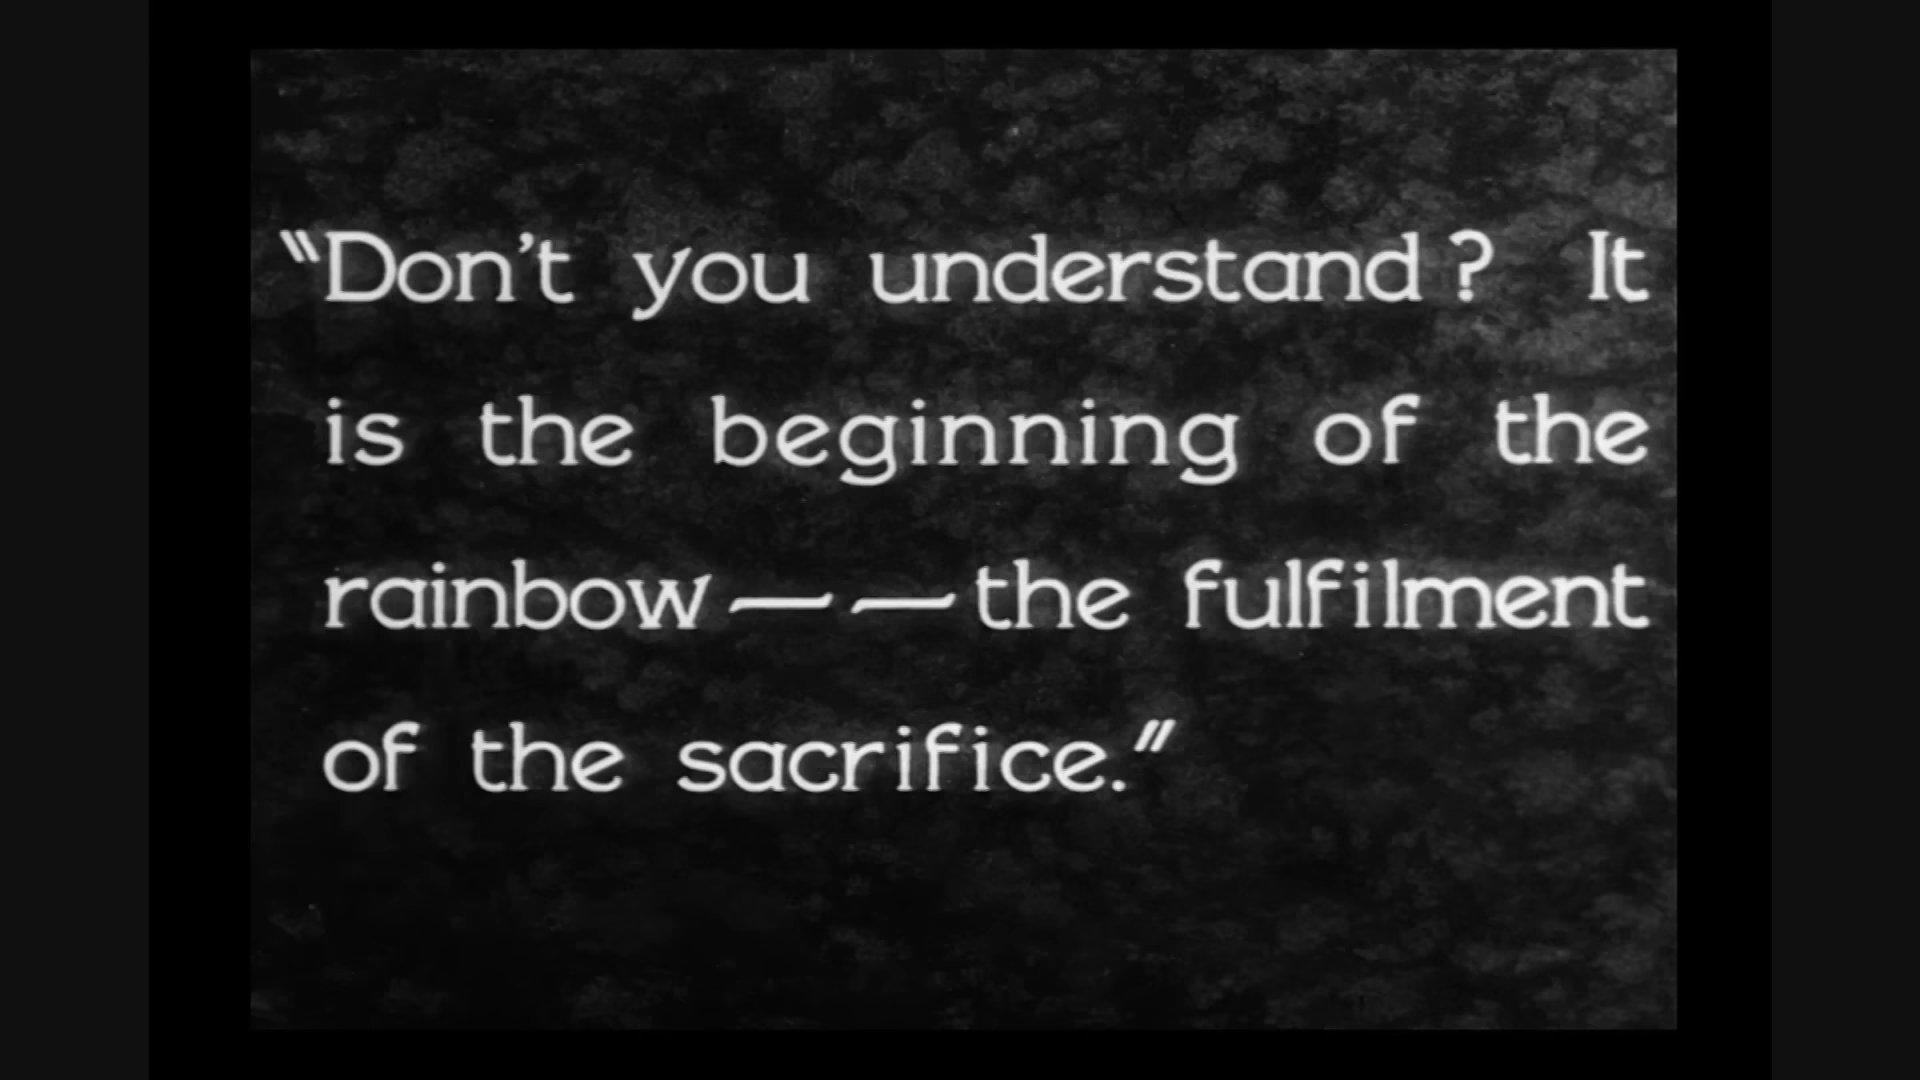 "Don't you understand? It
is the beginning of the
rainbow——the fulfilment
of the sacrifice."